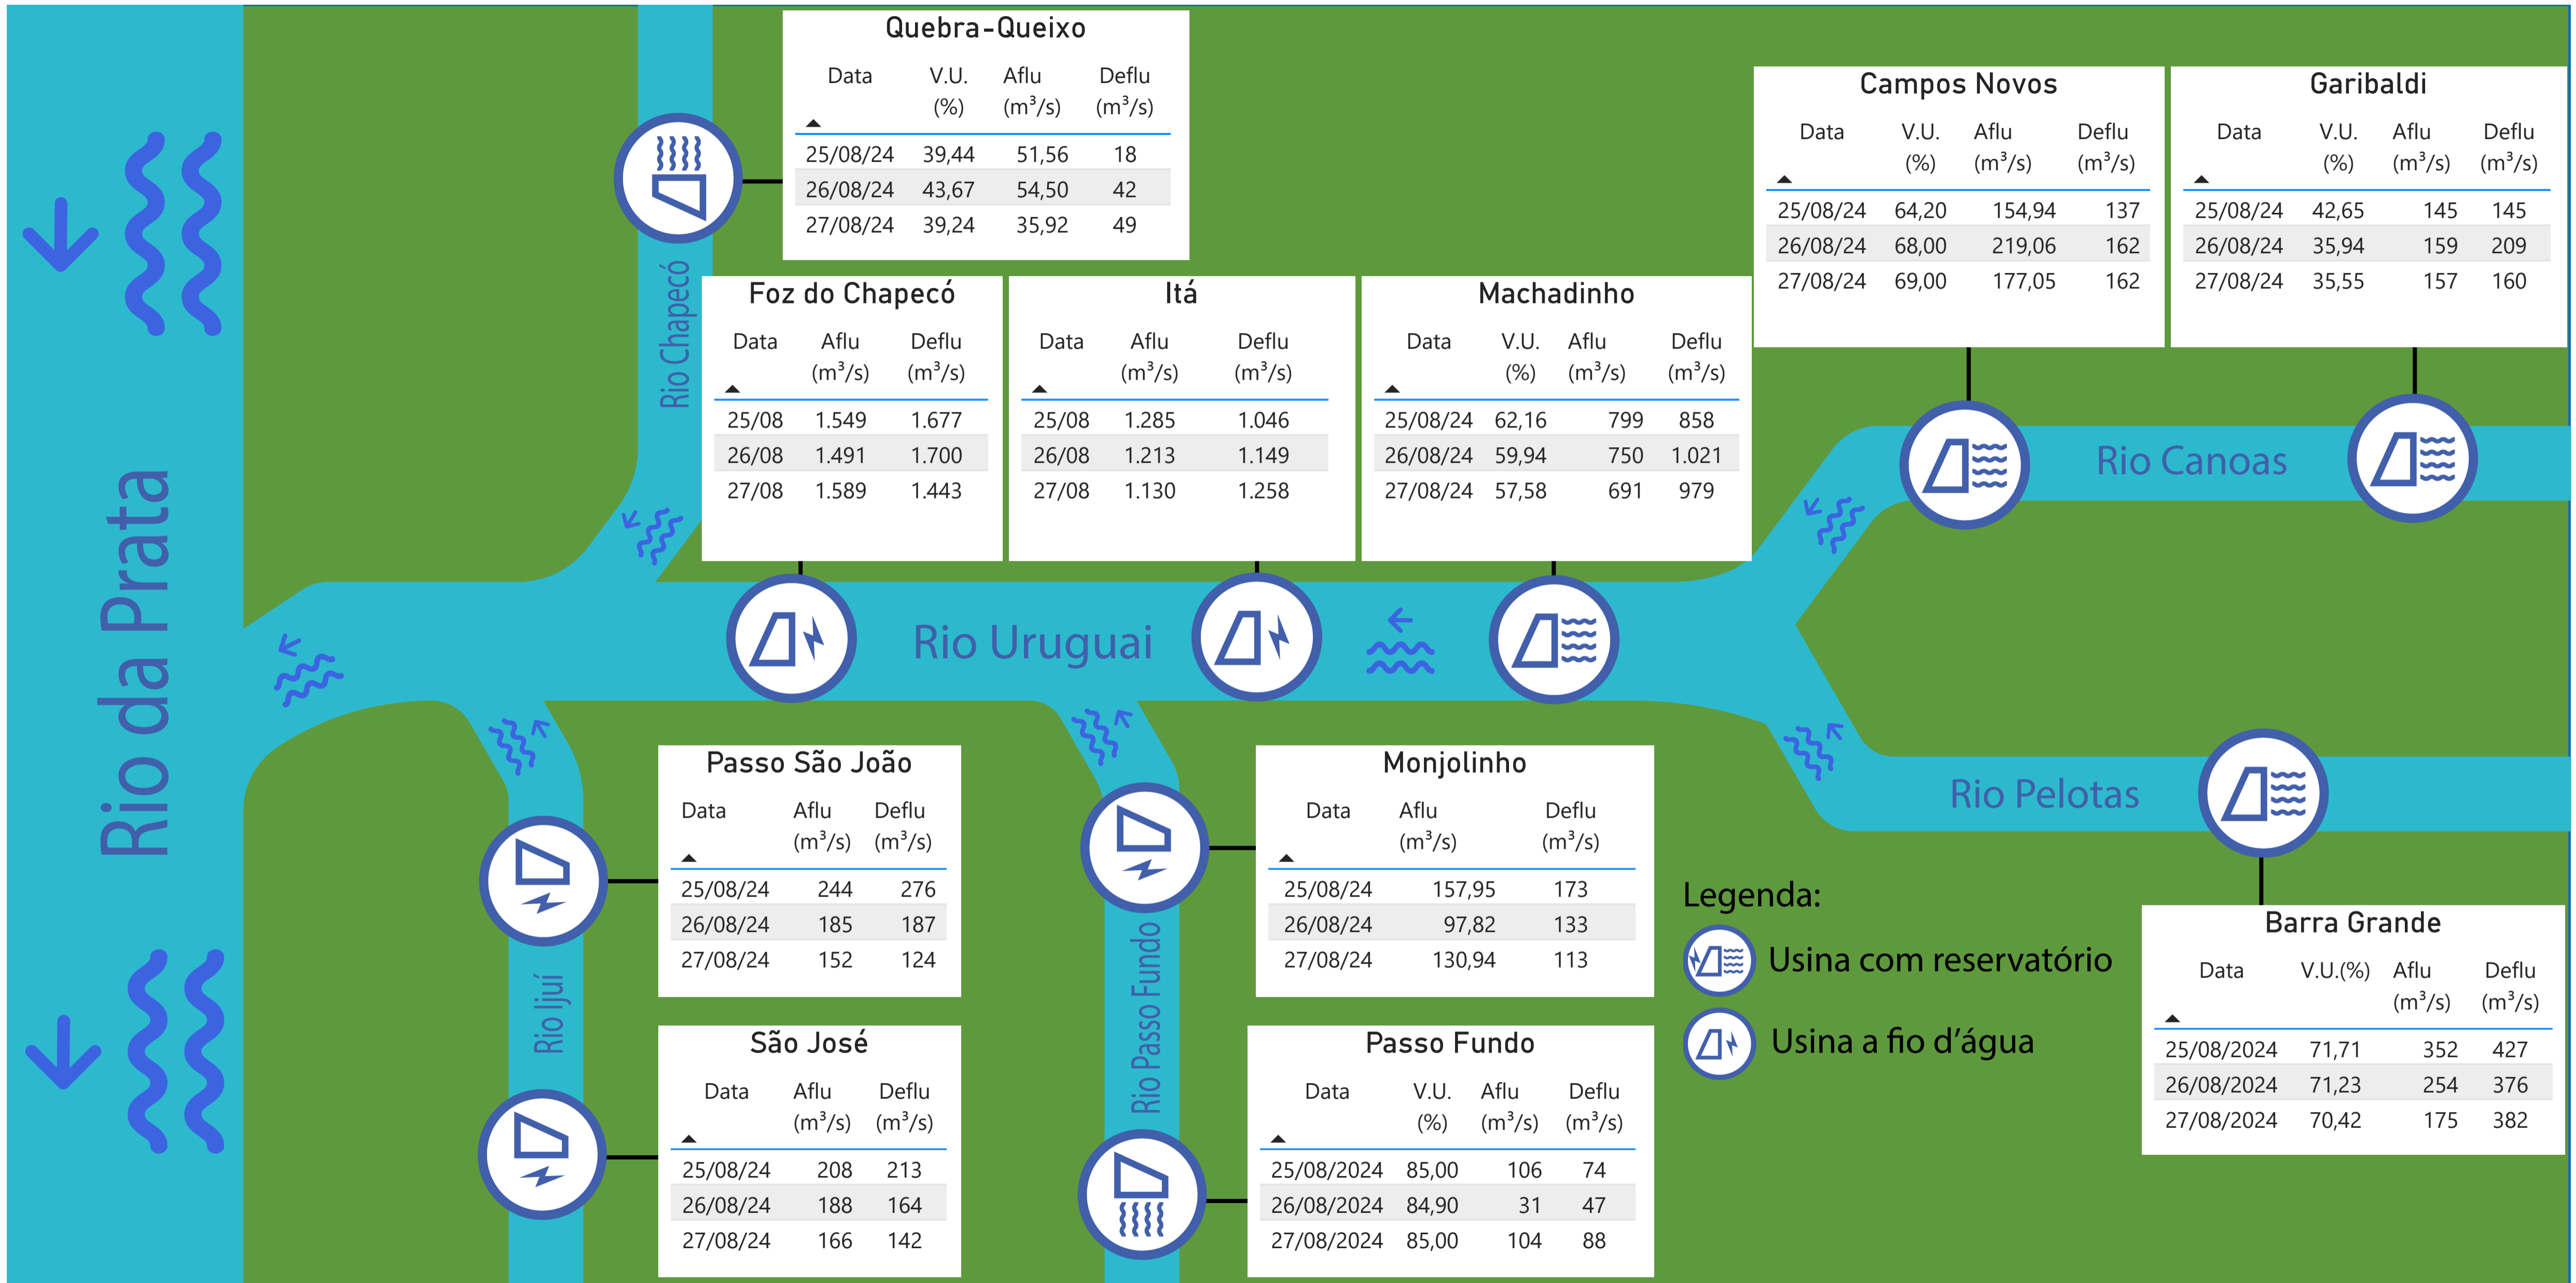 Quebra-Queixo
Data V.U. (%) Aflu (m³/s) Deflu (m³/s)
25/08/24 39,44 51,56 18
26/08/24 43,67 54,50 42
27/08/24 39,24 35,92 49
Campos Novos
Data V.U. (%) Aflu (m³/s) Deflu (m³/s)
25/08/24 64,20 154,94 137
26/08/24 68,00 219,06 162
27/08/24 69,00 177,05 162
Garibaldi
Data V.U. (%) Aflu (m³/s) Deflu (m³/s)
25/08/24 42,65 145 145
26/08/24 35,94 159 209
27/08/24 35,55 157 160
Rio Chapecó
Foz do Chapecó
Data Aflu (m³/s) Deflu (m³/s)
25/08 1.549 1.677
26/08 1.491 1.700
27/08 1.589 1.443
Itá
Data Aflu (m³/s) Deflu (m³/s)
25/08 1.285 1.046
26/08 1.213 1.149
27/08 1.130 1.258
Machadinho
Data V.U. (%) Aflu (m³/s) Deflu (m³/s)
25/08/24 62,16 799 858
26/08/24 59,94 750 1.021
27/08/24 57,58 691 979
Rio Canoas
Rio da Prata
Rio Uruguai
Rio Pelotas
Passo São João
Data Aflu (m³/s) Deflu (m³/s)
25/08/24 244 276
26/08/24 185 187
27/08/24 152 124
Monjolinho
Data Aflu (m³/s) Deflu (m³/s)
25/08/24 157,95 173
26/08/24 97,82 133
27/08/24 130,94 113
Legenda:
Usina com reservatório
Usina a fio d’água
Barra Grande
Data V.U.(%) Aflu (m³/s) Deflu (m³/s)
25/08/2024 71,71 352 427
26/08/2024 71,23 254 376
27/08/2024 70,42 175 382
Rio Ijuí
São José
Data Aflu (m³/s) Deflu (m³/s)
25/08/24 208 213
26/08/24 188 164
27/08/24 166 142
Rio Passo Fundo
Passo Fundo
Data V.U. (%) Aflu (m³/s) Deflu (m³/s)
25/08/2024 85,00 106 74
26/08/2024 84,90 31 47
27/08/2024 85,00 104 88